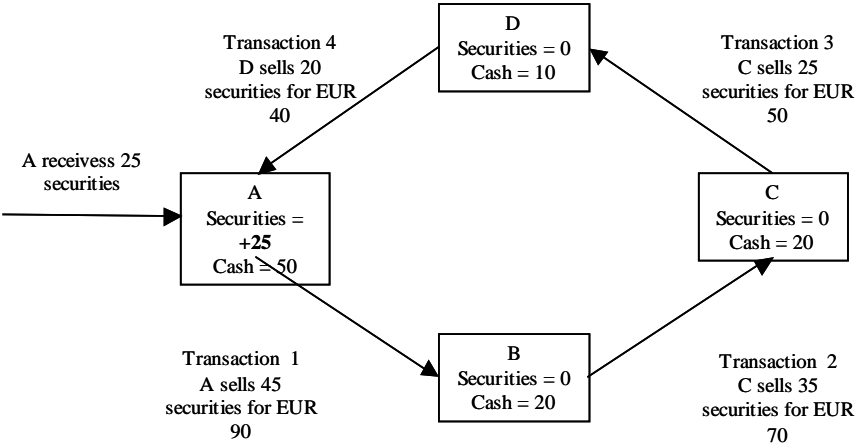 D
Securities = 0
Cash = 10
Transaction 4
D sells 20
securities for EUR
40
Transaction 3
C sells 25
securities for EUR
50
A receivess 25
securities
A
Securities =
+25
Cash = 50
C
Securities = 0
Cash = 20
B
Securities = 0
Cash = 20
Transaction  1
A sells 45
securities for EUR
90
Transaction  2
C sells 35
securities for EUR
70